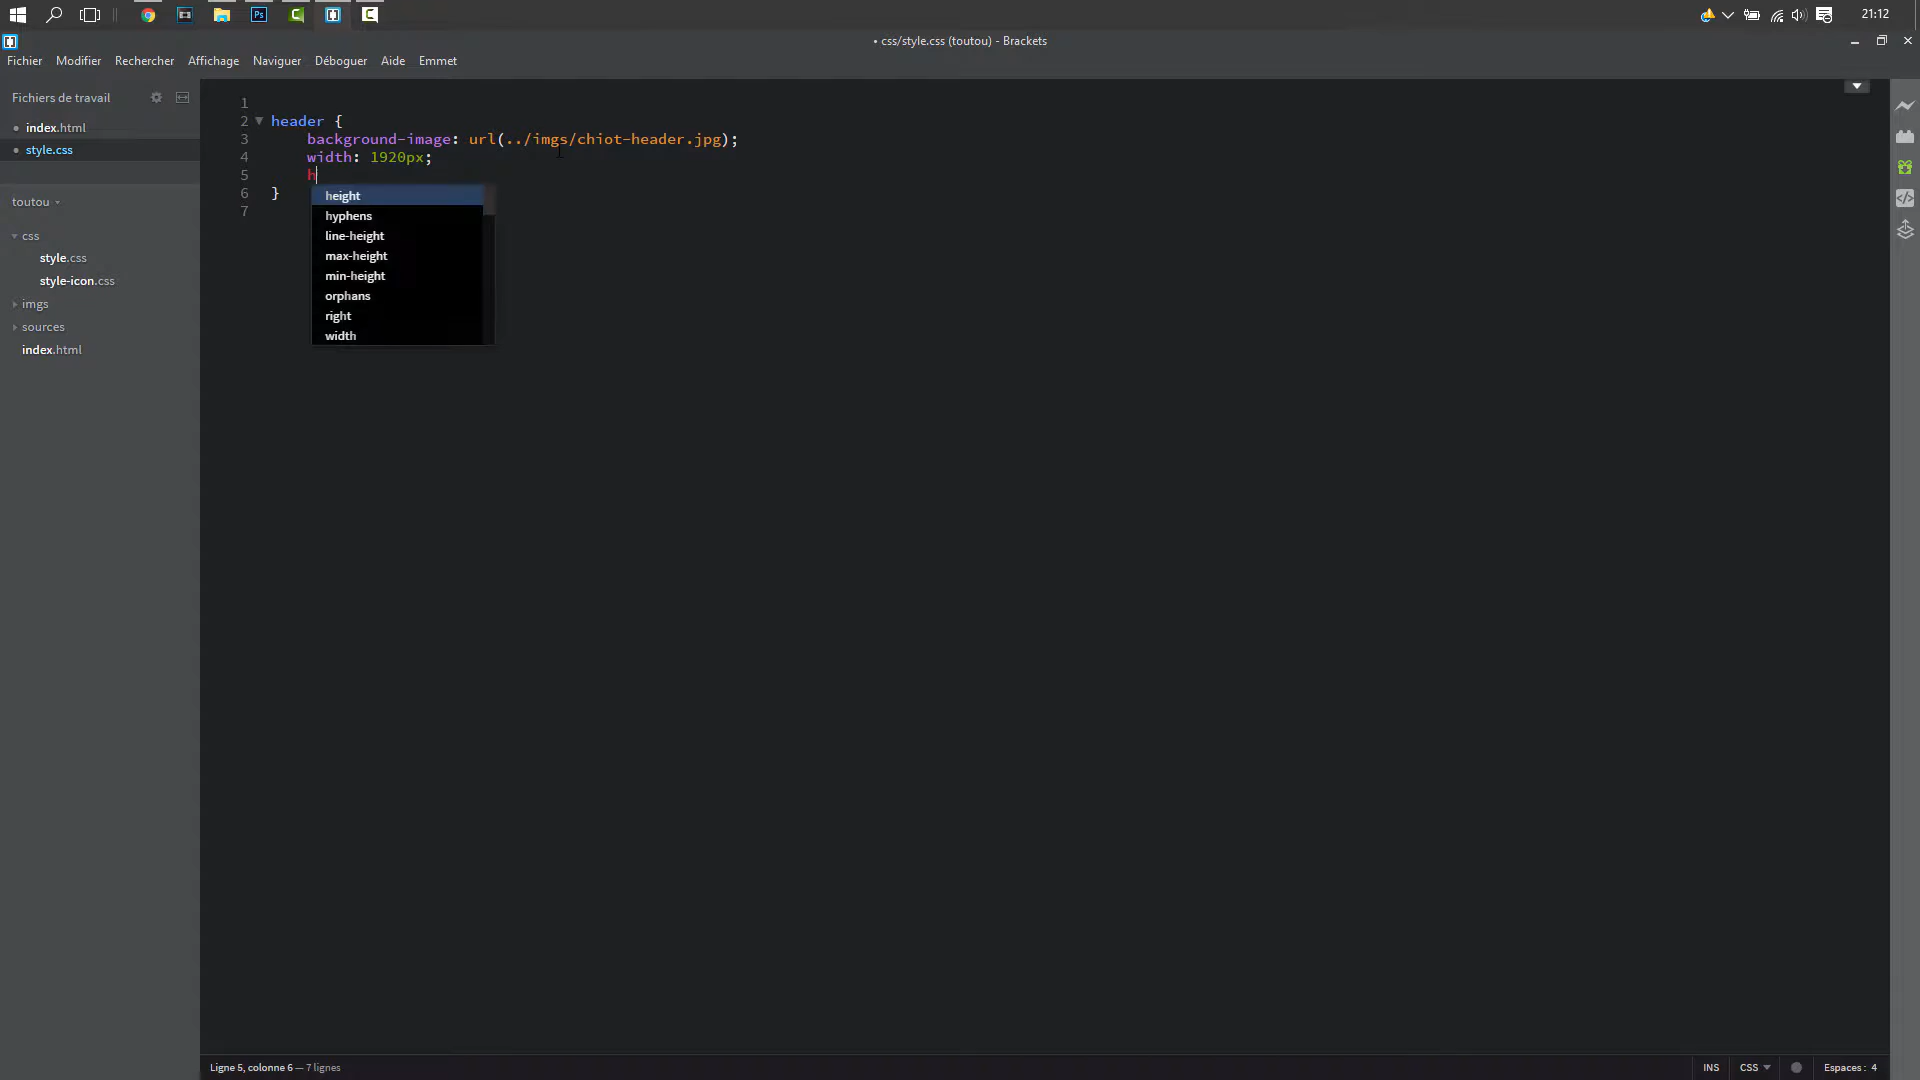 21:12
• css/style.css (toutou) - Brackets
Fichier Modifier Rechercher Affichage Naviguer Déboguer Aide Emmet
Fichiers de travail
• index.html
• style.css
toutou
css
style.css
style-icon.css
imgs
sources
index.html
1
2 header {
3 background-image: url(../imgs/chiot-header.jpg);
4 width: 1920px;
5 h
6 }
7
height
hyphens
line-height
max-height
min-height
orphans
right
width
Ligne 5, colonne 6 — 7 lignes
INS CSS Espaces : 4